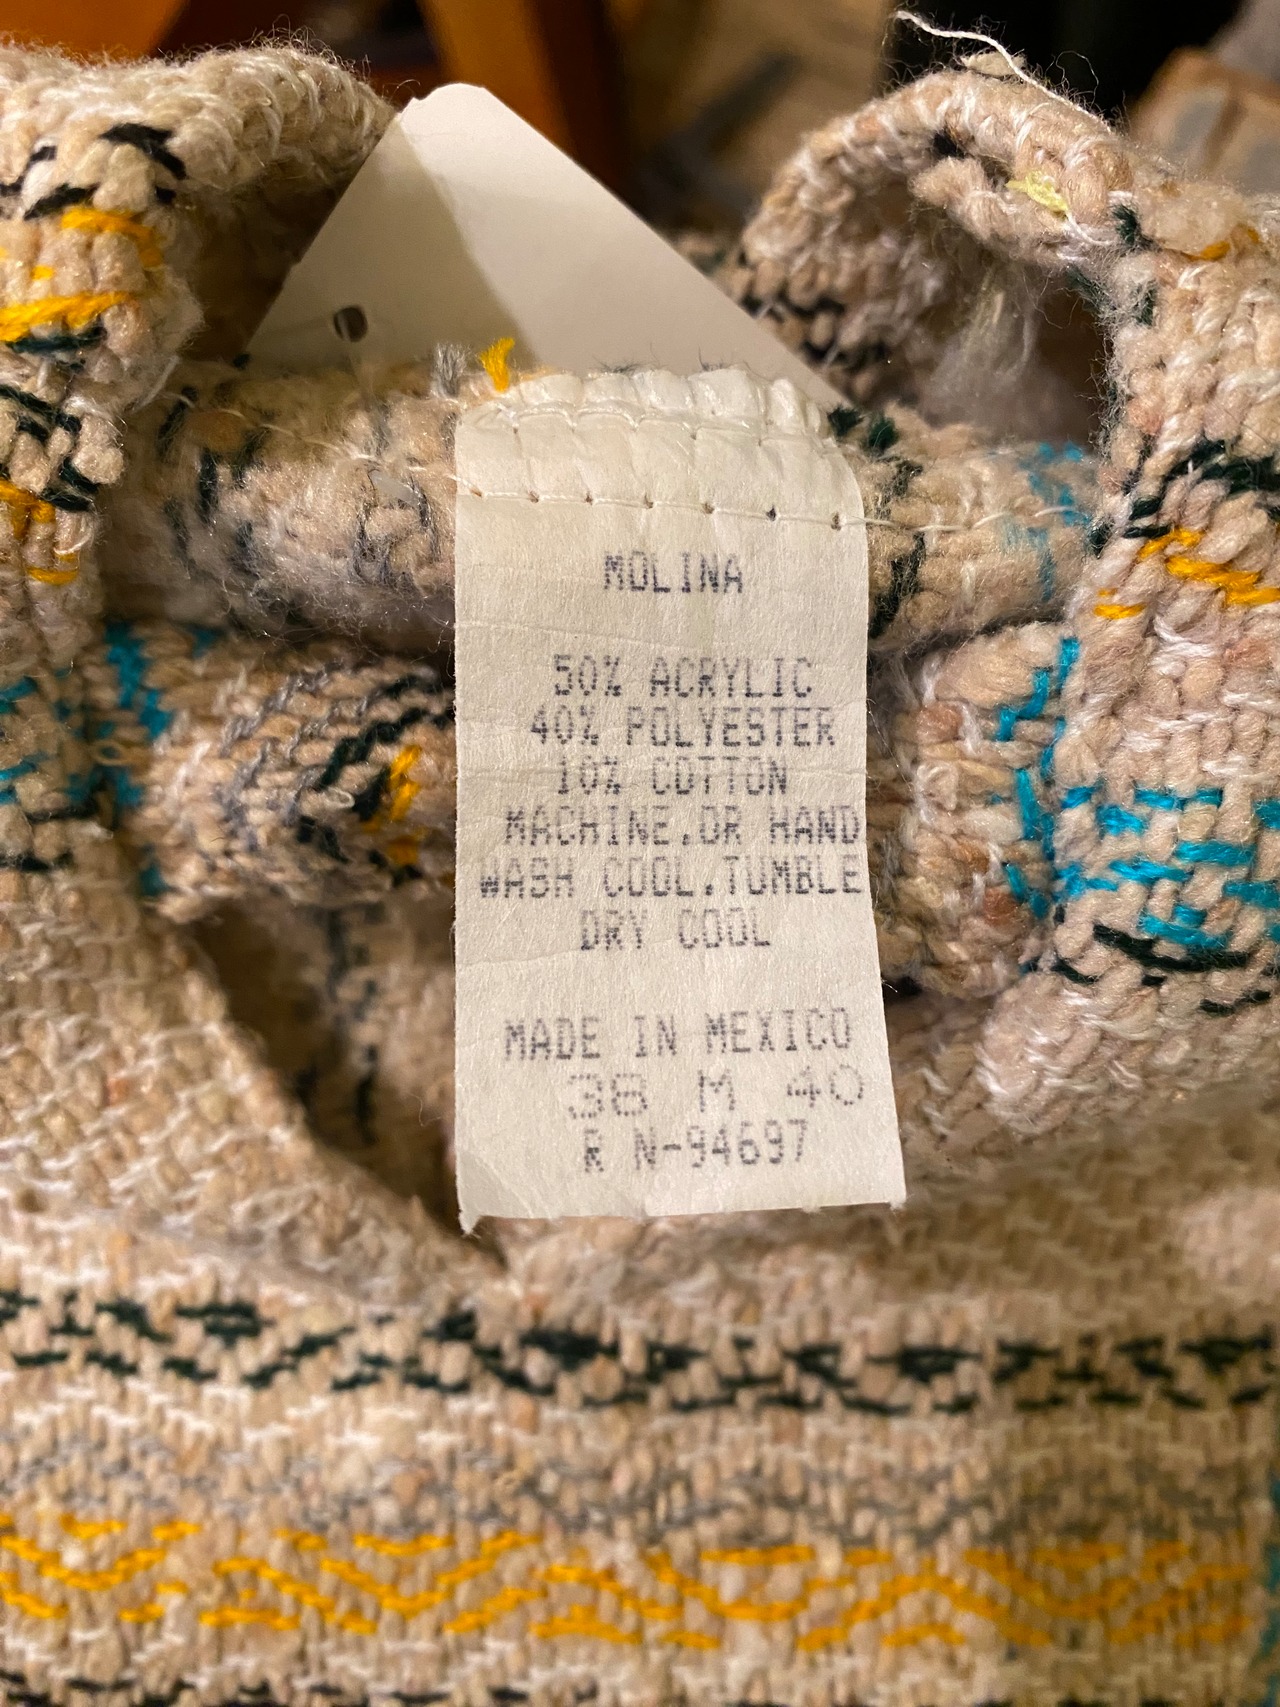 MOLINA
50% ACRYLIC
40% POLYESTER
10% COTTON
MACHINE.OR HAND
WASH COOL.TUMBLE
DRY COOL
MADE IN MEXICO
38 M 40
R N-94697